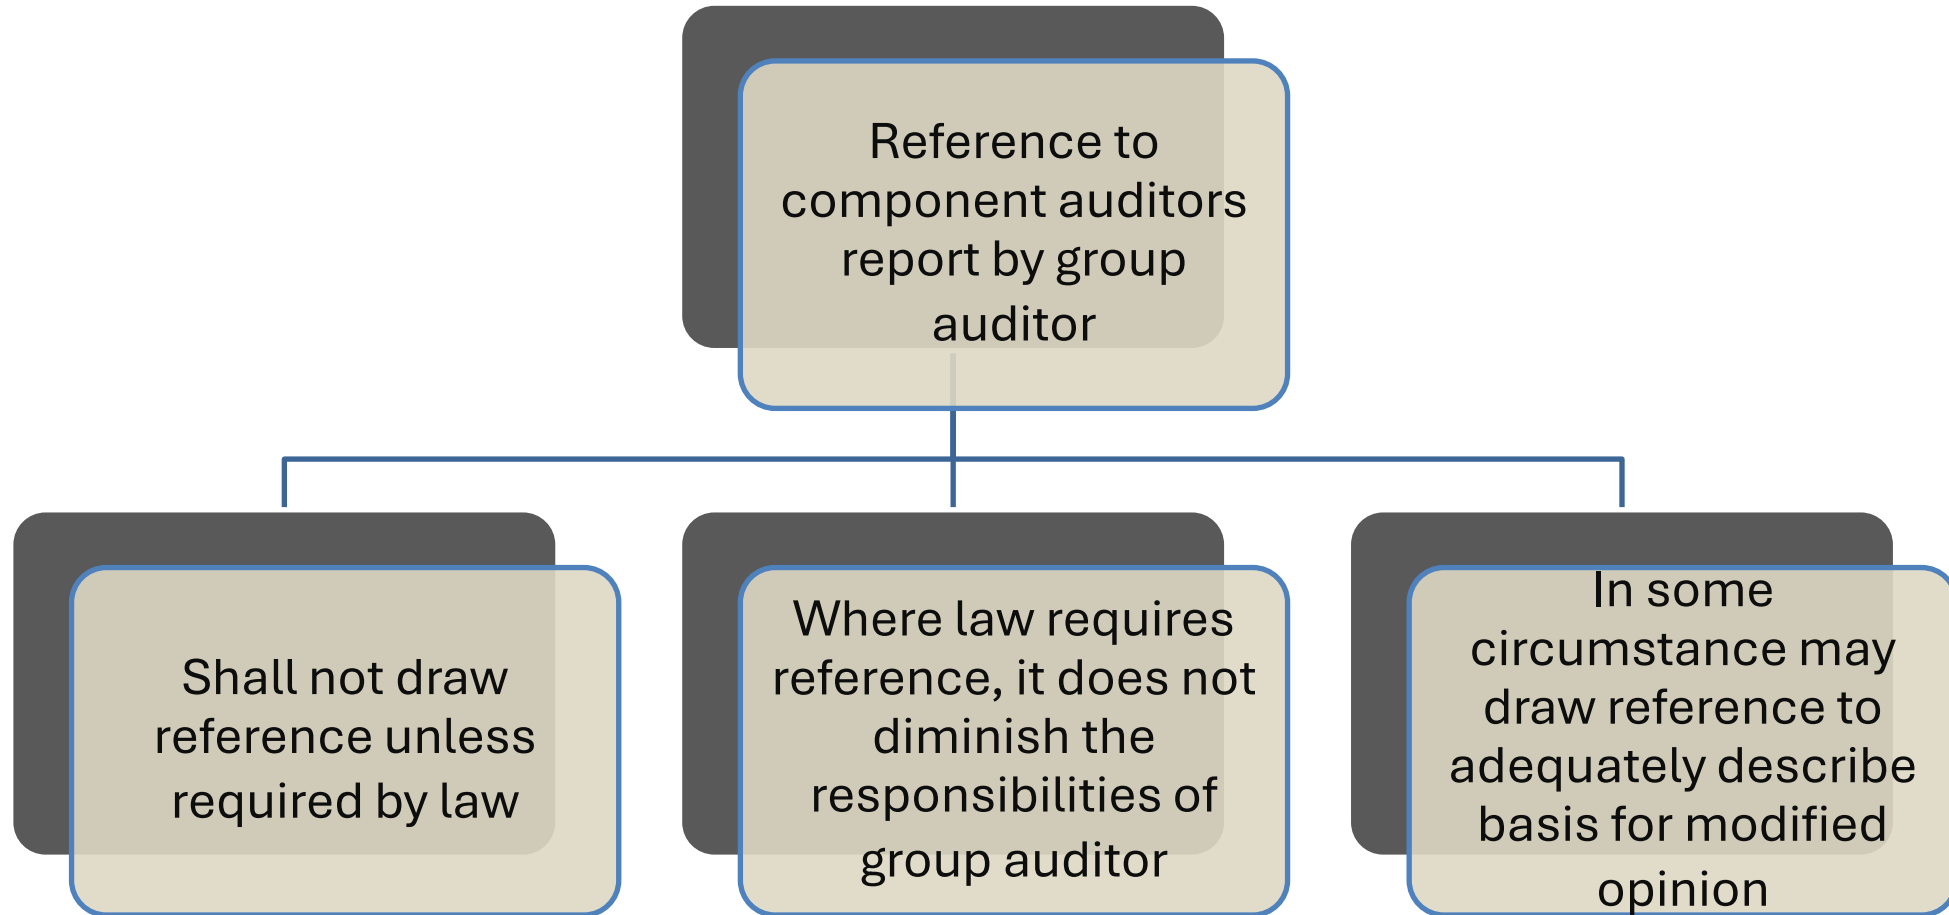 Reference to
component auditors
report by group
auditor
Shall not draw
reference unless
required by law
Where law requires
reference, it does not
diminish the
responsibilities of
group auditor
In some
circumstance may
draw reference to
adequately describe
basis for modified
opinion